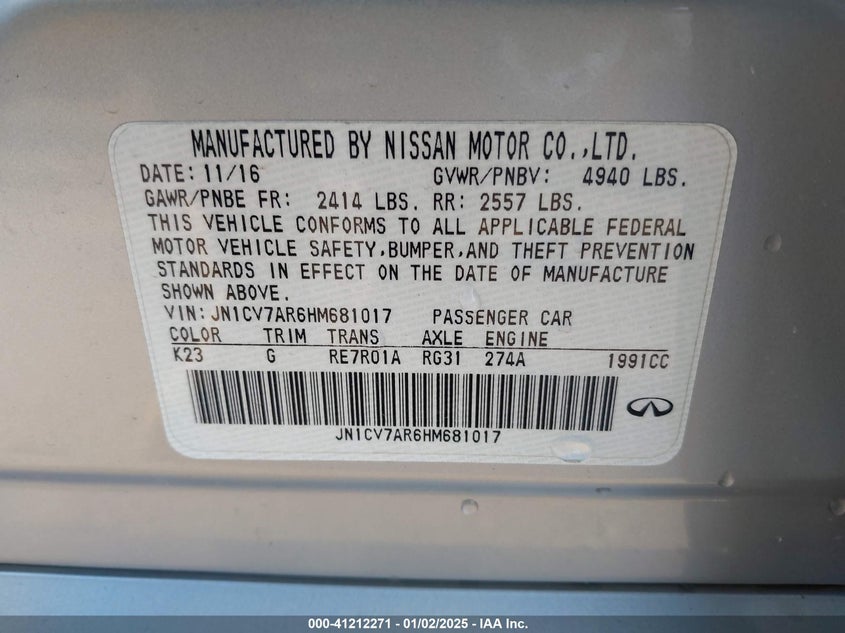 MANUFACTURED BY NISSAN MOTOR CO.,LTD.
DATE: 11/16 GVWR/PNBV: 4940 LBS.
GAWR/PNBE FR: 2414 LBS. RR: 2557 LBS.
THIS VEHICLE CONFORMS TO ALL APPLICABLE FEDERAL
MOTOR VEHICLE SAFETY,BUMPER,AND THEFT PREVENTION
STANDARDS IN EFFECT ON THE DATE OF MANUFACTURE
SHOWN ABOVE.
VIN: JN1CV7AR6HM681017 PASSENGER CAR
COLOR TRIM TRANS AXLE ENGINE
K23 G RE7R01A RG31 274A 1991CC
JN1CV7AR6HM681017
000-41212271 - 01/02/2025 - IAA Inc.